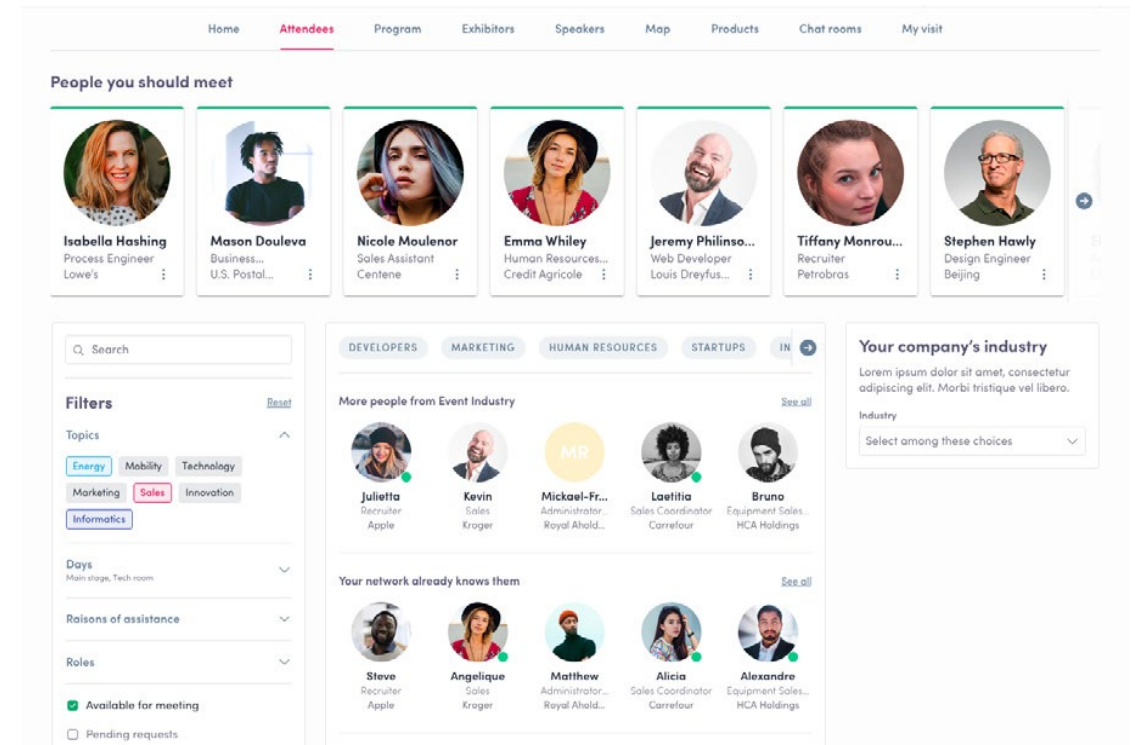 Home Attendees Program Exhibitors Speakers Map Products Chat rooms My visit
People you should meet
Isabella Hashing
Process Engineer
Lowe's
Mason Douleva
Business...
U.S. Postal...
Nicole Moulenor
Sales Assistant
Centene
Emma Whiley
Human Resources...
Credit Agricole
Jeremy Philinso...
Web Developer
Louis Dreyfus...
Tiffany Monrou...
Recruiter
Petrobras
Stephen Hawly
Design Engineer
Beijing
Search
Filters Reset
Topics
Energy Mobility Technology
Marketing Sales Innovation
Informatics
Days
Main stage, Tech room
Raisons of assistance
Roles
Available for meeting
Pending requests
DEVELOPERS MARKETING HUMAN RESOURCES STARTUPS IN
More people from Event Industry See all
MR
Julietta
Recruiter
Apple
Kevin
Sales
Kroger
Mickael-Fr...
Administrator...
Royal Ahold...
Laetitia
Sales Coordinator
Carrefour
Bruno
Equipment Sales...
HCA Holdings
Your network already knows them See all
Steve
Recruiter
Apple
Angelique
Sales
Kroger
Matthew
Administrator...
Royal Ahold...
Alicia
Sales Coordinator
Carrefour
Alexandre
Equipment Sales...
HCA Holdings
Your company's industry
Lorem ipsum dolor sit amet, consectetur
adipiscing elit. Morbi tristique vel libero.
Industry
Select among these choices